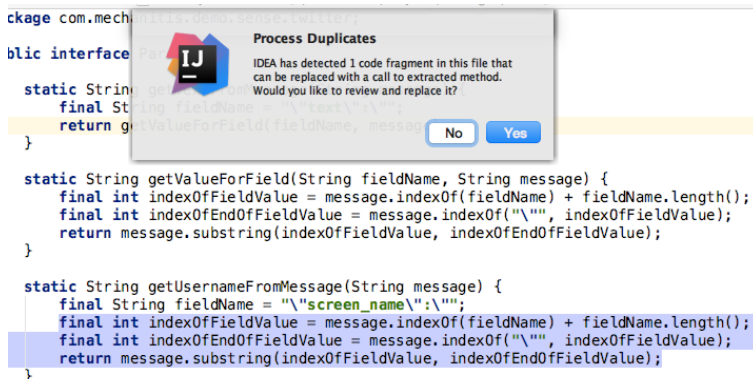 ckage com.mechanitis.demo.sense.twitter;
Process Duplicates
IJ
IDEA has detected 1 code fragment in this file that
can be replaced with a call to extracted method.
Would you like to review and replace it?
No
Yes
blic interface Par
static String get
final String fieldName = "\"text\":\"";
return getValueForField(fieldName, message
}
static String getValueForField(String fieldName, String message) {
final int indexOfFieldValue = message.indexOf(fieldName) + fieldName.length();
final int indexOfEndOfFieldValue = message.indexOf("\"", indexOfFieldValue);
return message.substring(indexOfFieldValue, indexOfEndOfFieldValue);
}
static String getUsernameFromMessage(String message) {
final String fieldName = "\"screen_name\":\"";
final int indexOfFieldValue = message.indexOf(fieldName) + fieldName.length();
final int indexOfEndOfFieldValue = message.indexOf("\"", indexOfFieldValue);
return message.substring(indexOfFieldValue, indexOfEndOfFieldValue);
}